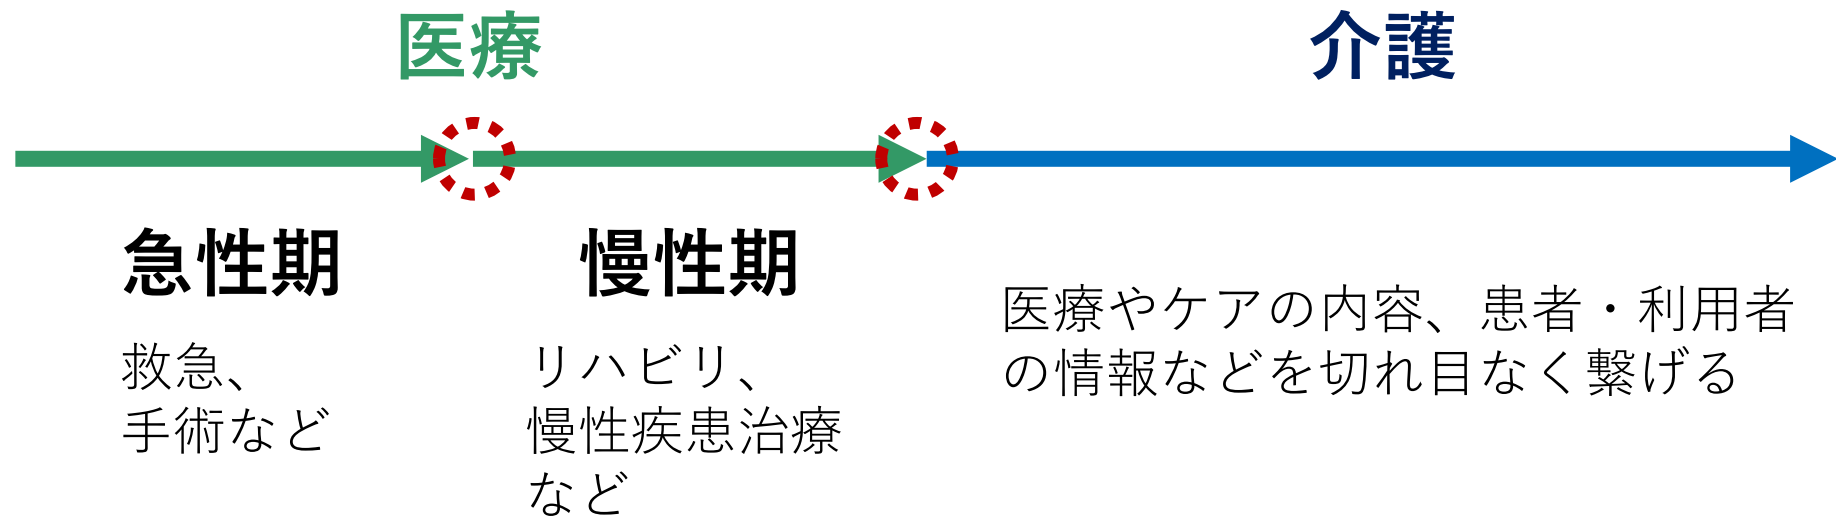 医療
介護
急性期
慢性期
救急、
手術など
リハビリ、
慢性疾患治療
など
医療やケアの内容、患者・利用者
の情報などを切れ目なく繋げる